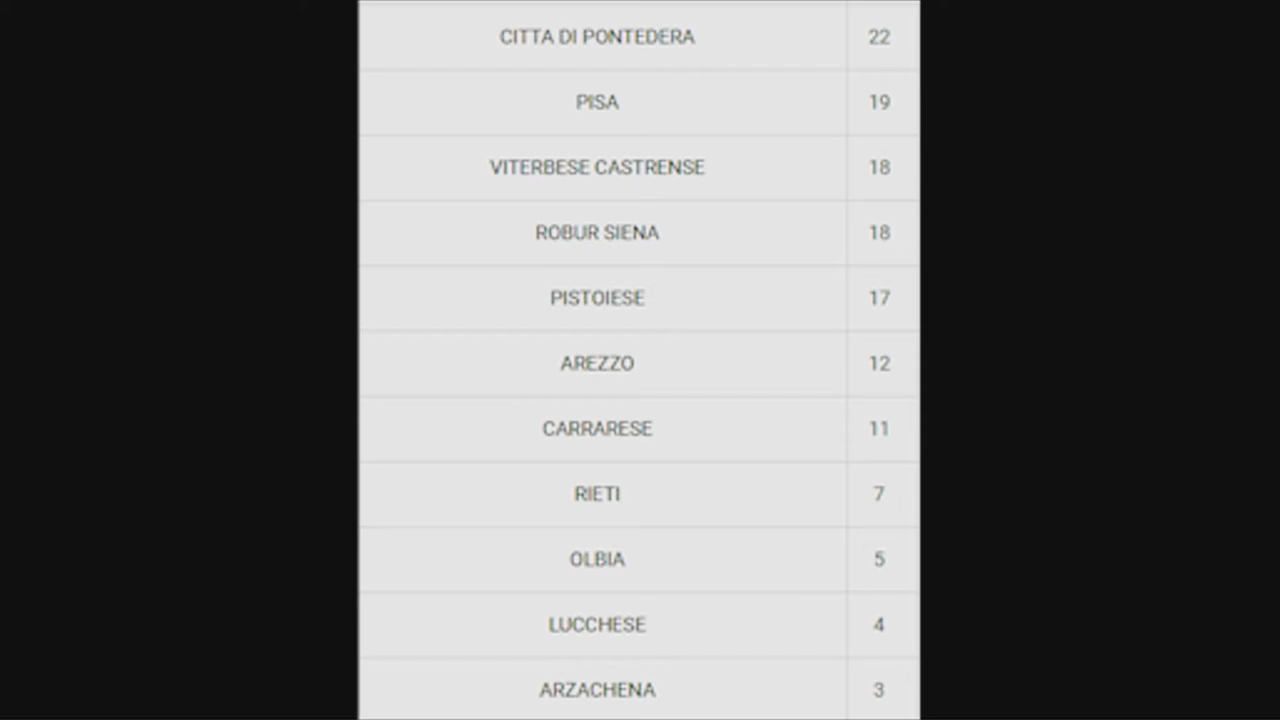 CITTA DI PONTEDERA 22
PISA 19
VITERBESE CASTRENSE 18
ROBUR SIENA 18
PISTOIESE 17
AREZZO 12
CARRARESE 11
RIETI 7
OLBIA 5
LUCCHESE 4
ARZACHENA 3